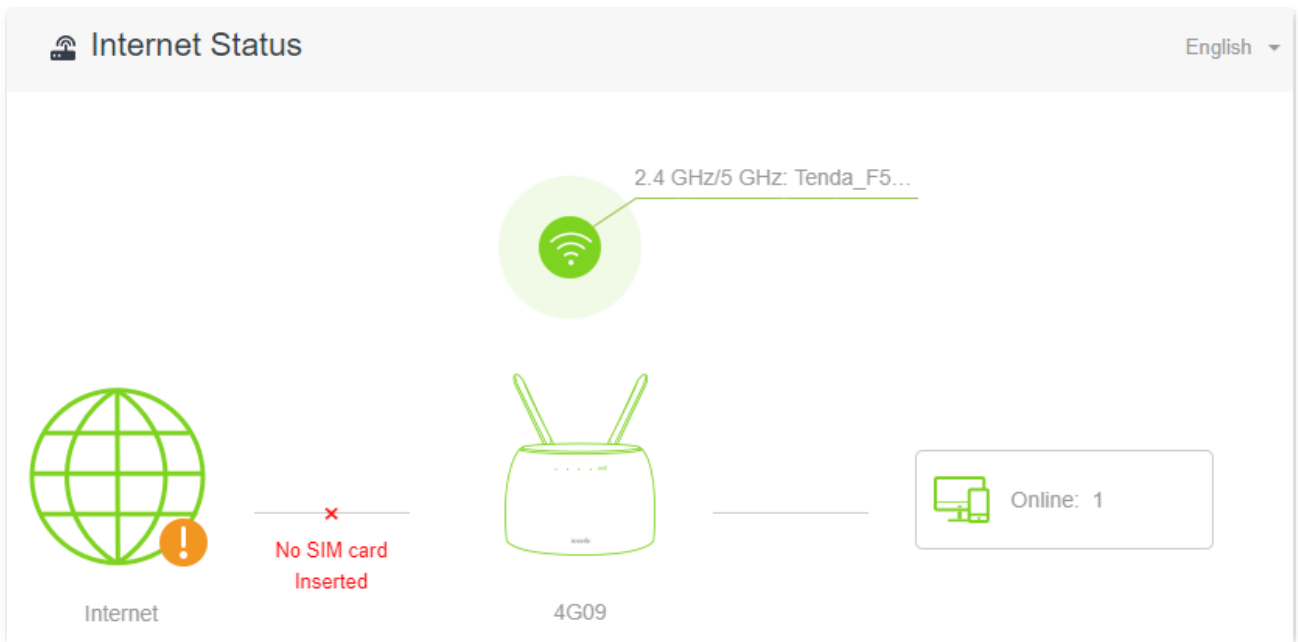 Internet Status
English
2.4 GHz/5 GHz: Tenda_F5...
No SIM card
Inserted
Online: 1
Internet
4G09